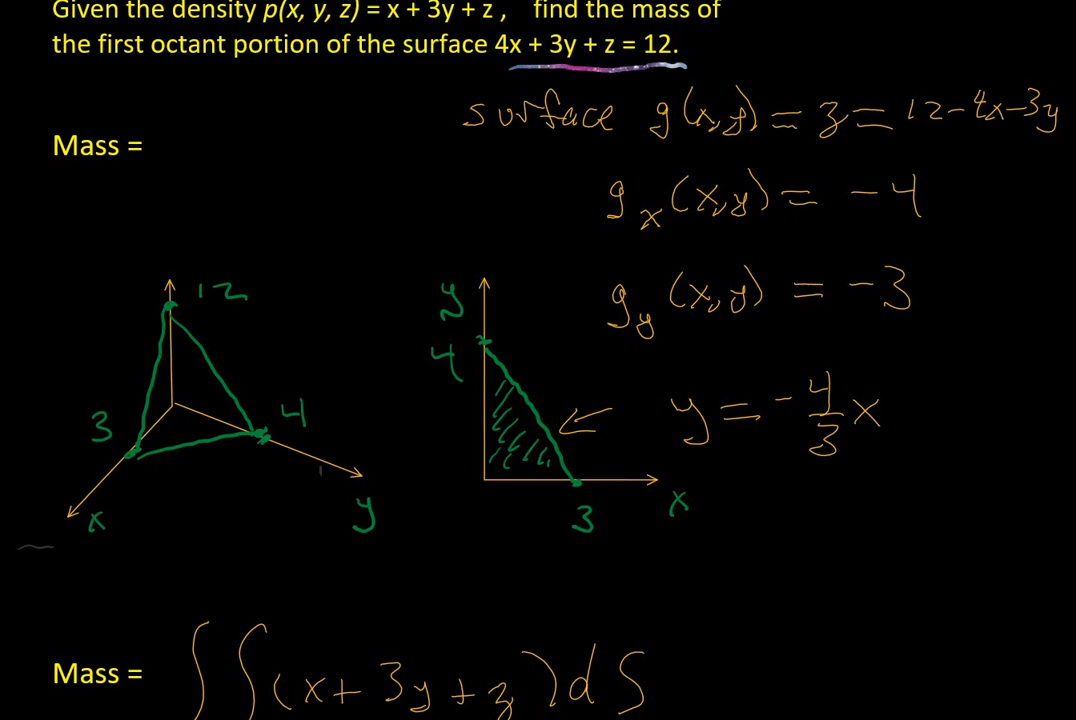 Given the density p(x, y, z) = x + 3y + z , find the mass of
the first octant portion of the surface 4x + 3y + z = 12.
surface g(x,y) = z = 12-4x-3y
Mass =
g_x(x,y) = -4
g_y(x,y) = -3
12
3
4
x
y
y
4
3
x
y = -4/3 x
Mass = ∫∫(x + 3y + z)dS